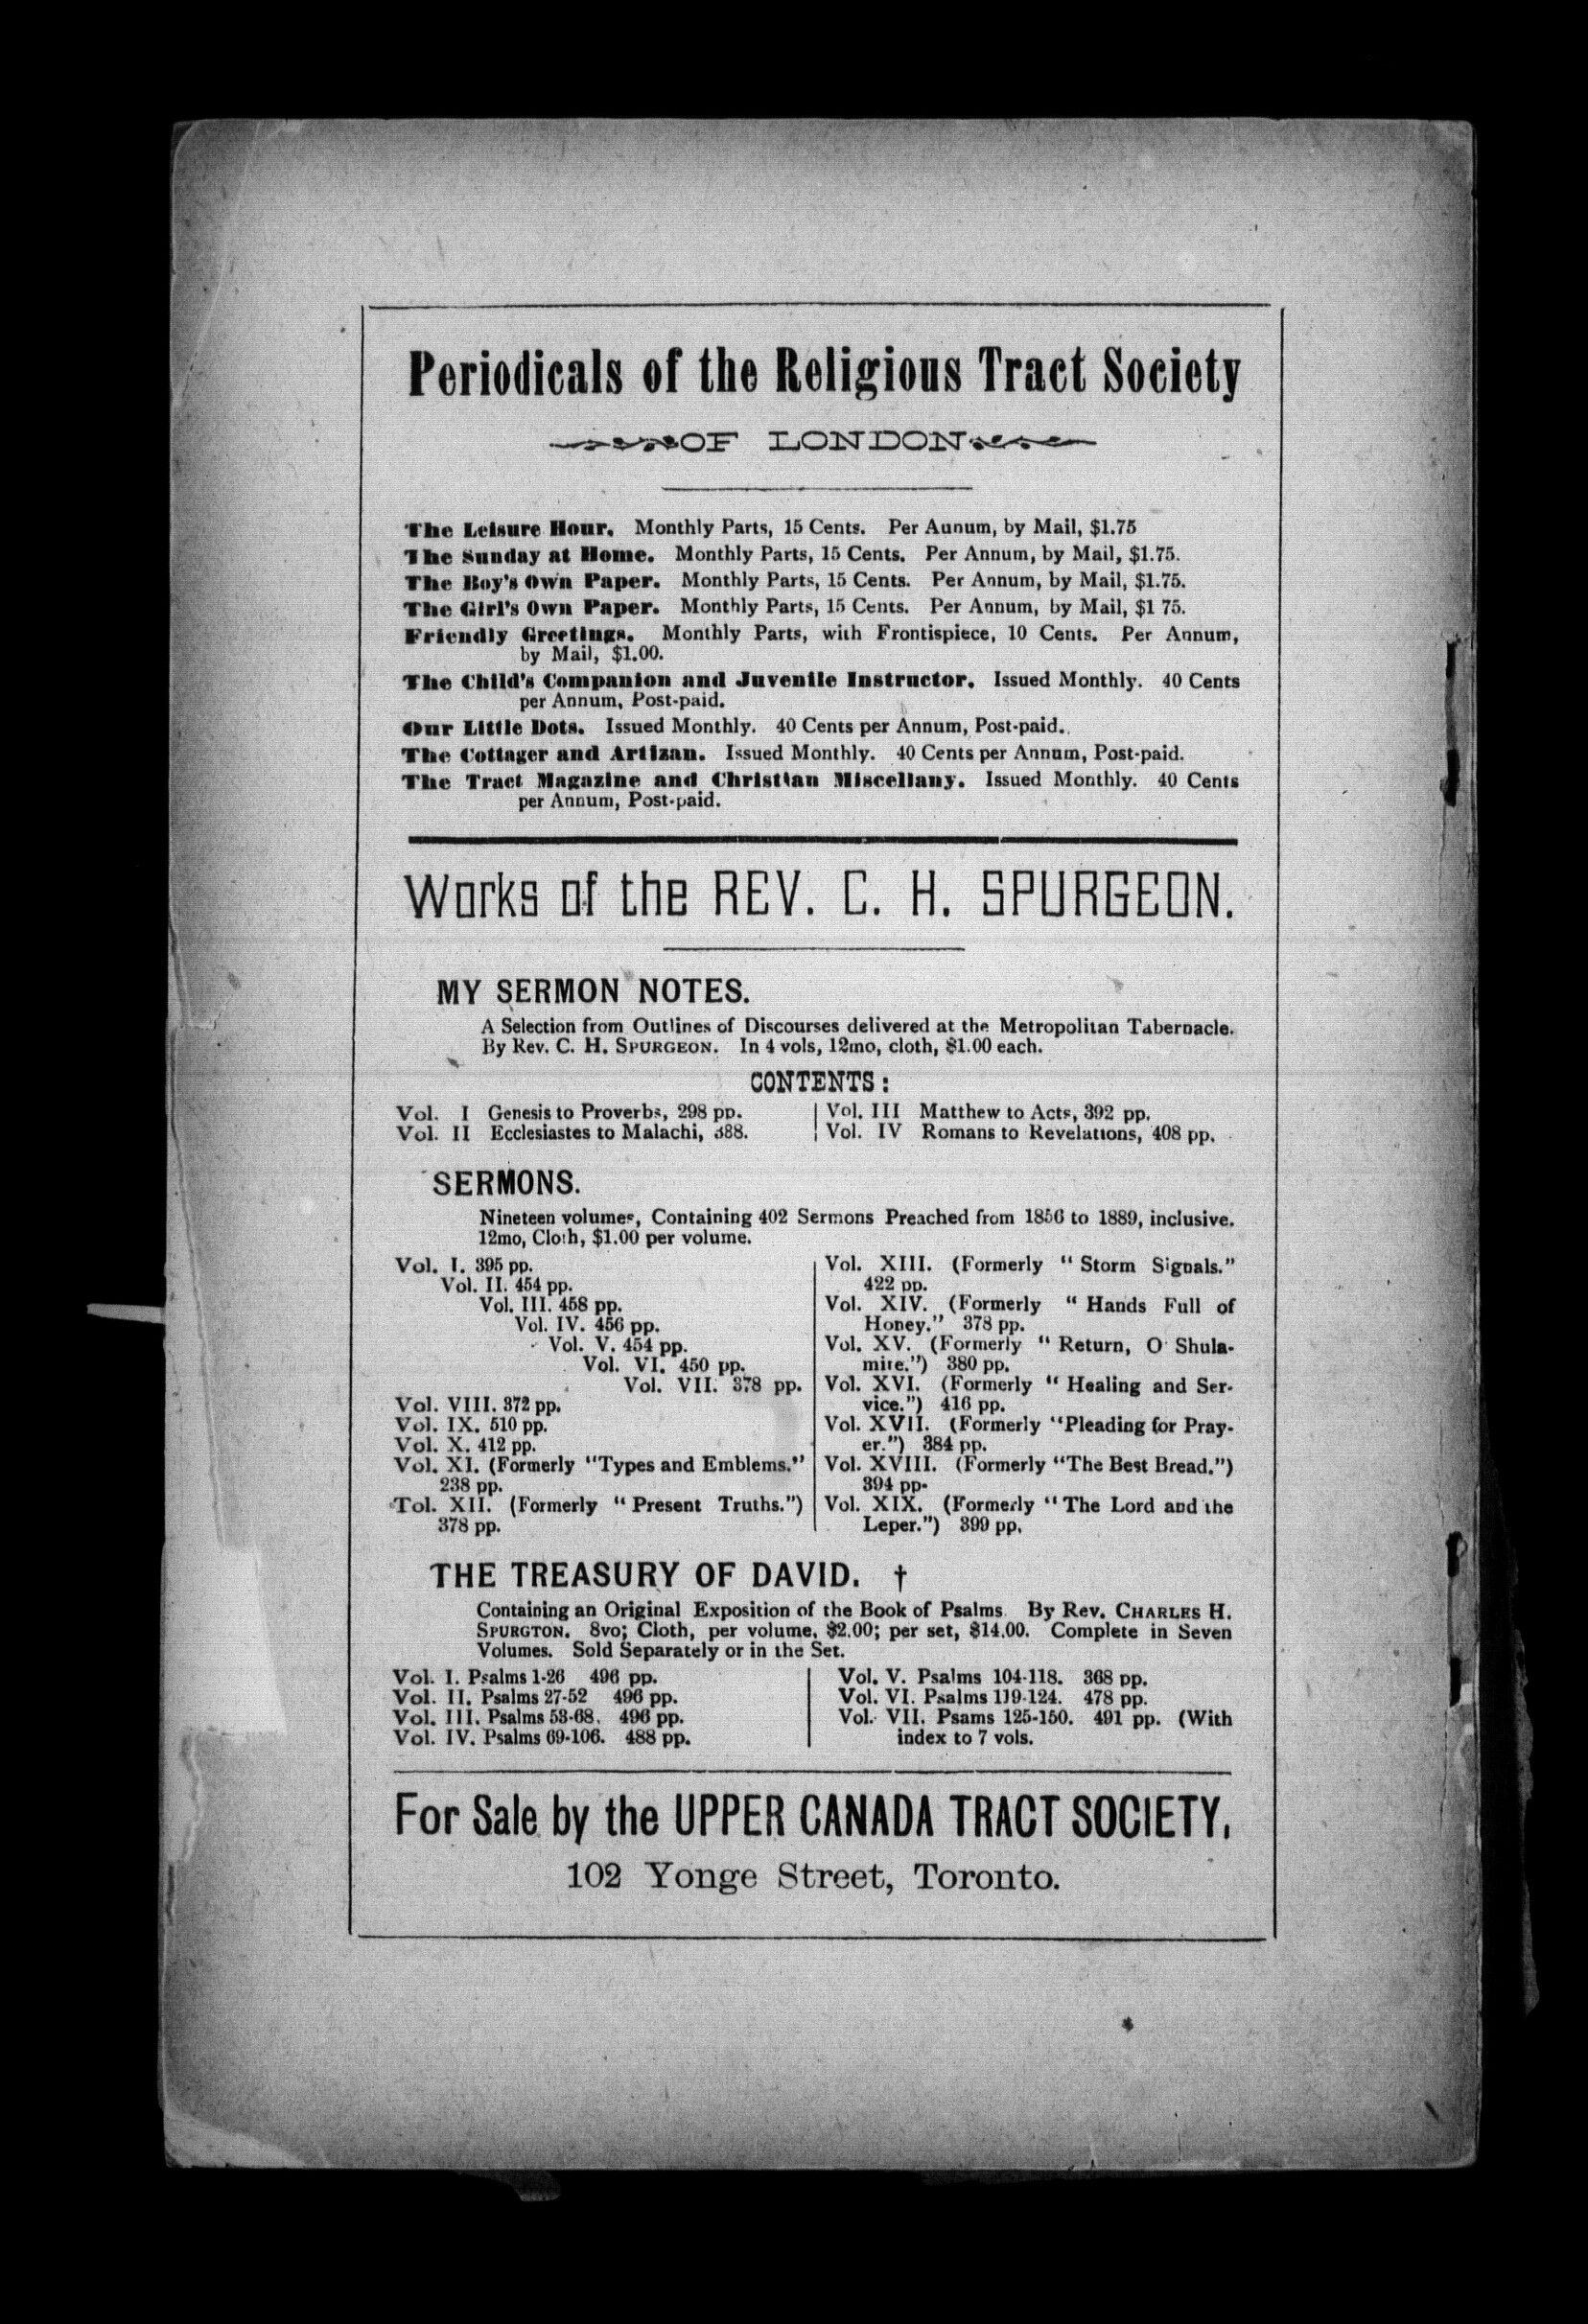 Periodicals of the Religious Tract Society
OF LONDON
The Leisure Hour. Monthly Parts, 15 Cents. Per Aunum, by Mail, $1.75
The Sunday at Home. Monthly Parts, 15 Cents. Per Annum, by Mail, $1.75.
The Boy's Own Paper. Monthly Parts, 15 Cents. Per Annum, by Mail, $1.75.
The Girl's Own Paper. Monthly Parts, 15 Cents. Per Annum, by Mail, $1 75.
Friendly Greetings. Monthly Parts, with Frontispiece, 10 Cents. Per Annum,
by Mail, $1.00.
The Child's Companion and Juvenile Instructor. Issued Monthly. 40 Cents
per Annum, Post-paid.
Our Little Dots. Issued Monthly. 40 Cents per Annum, Post-paid.
The Cottager and Artizan. Issued Monthly. 40 Cents per Annum, Post-paid.
The Tract Magazine and Christian Miscellany. Issued Monthly. 40 Cents
per Annum, Post-paid.
Works of the REV. C. H. SPURGEON.
MY SERMON NOTES.
A Selection from Outlines of Discourses delivered at the Metropolitan Tabernacle.
By Rev. C. H. SPURGEON. In 4 vols, 12mo, cloth, $1.00 each.
CONTENTS:
Vol. I Genesis to Proverbs, 298 pp.
Vol. II Ecclesiastes to Malachi, 388.
Vol. III Matthew to Acts, 392 pp.
Vol. IV Romans to Revelations, 408 pp.
SERMONS.
Nineteen volumes, Containing 402 Sermons Preached from 1856 to 1889, inclusive.
12mo, Cloth, $1.00 per volume.
Vol. I. 395 pp.
Vol. II. 454 pp.
Vol. III. 458 pp.
Vol. IV. 456 pp.
Vol. V. 454 pp.
Vol. VI. 450 pp.
Vol. VII. 378 pp.
Vol. VIII. 372 pp.
Vol. IX. 510 pp.
Vol. X. 412 pp.
Vol. XI. (Formerly "Types and Emblems."
238 pp.
Tol. XII. (Formerly "Present Truths.")
378 pp.
Vol. XIII. (Formerly "Storm Signals."
422 pp.
Vol. XIV. (Formerly "Hands Full of
Honey." 378 pp.
Vol. XV. (Formerly "Return, O Shula-
mite.") 380 pp.
Vol. XVI. (Formerly "Healing and Ser-
vice.") 416 pp.
Vol. XVII. (Formerly "Pleading for Pray-
er.") 384 pp.
Vol. XVIII. (Formerly "The Best Bread.")
394 pp.
Vol. XIX. (Formerly "The Lord and the
Leper.") 399 pp.
THE TREASURY OF DAVID. †
Containing an Original Exposition of the Book of Psalms. By Rev. CHARLES H.
SPURGTON. 8vo; Cloth, per volume, $2.00; per set, $14.00. Complete in Seven
Volumes. Sold Separately or in the Set.
Vol. I. Psalms 1-26 496 pp.
Vol. II. Psalms 27-52 496 pp.
Vol. III. Psalms 53-68. 496 pp.
Vol. IV. Psalms 69-106. 488 pp.
Vol. V. Psalms 104-118. 368 pp.
Vol. VI. Psalms 119-124. 478 pp.
Vol. VII. Psams 125-150. 491 pp. (With
index to 7 vols.
For Sale by the UPPER CANADA TRACT SOCIETY,
102 Yonge Street, Toronto.